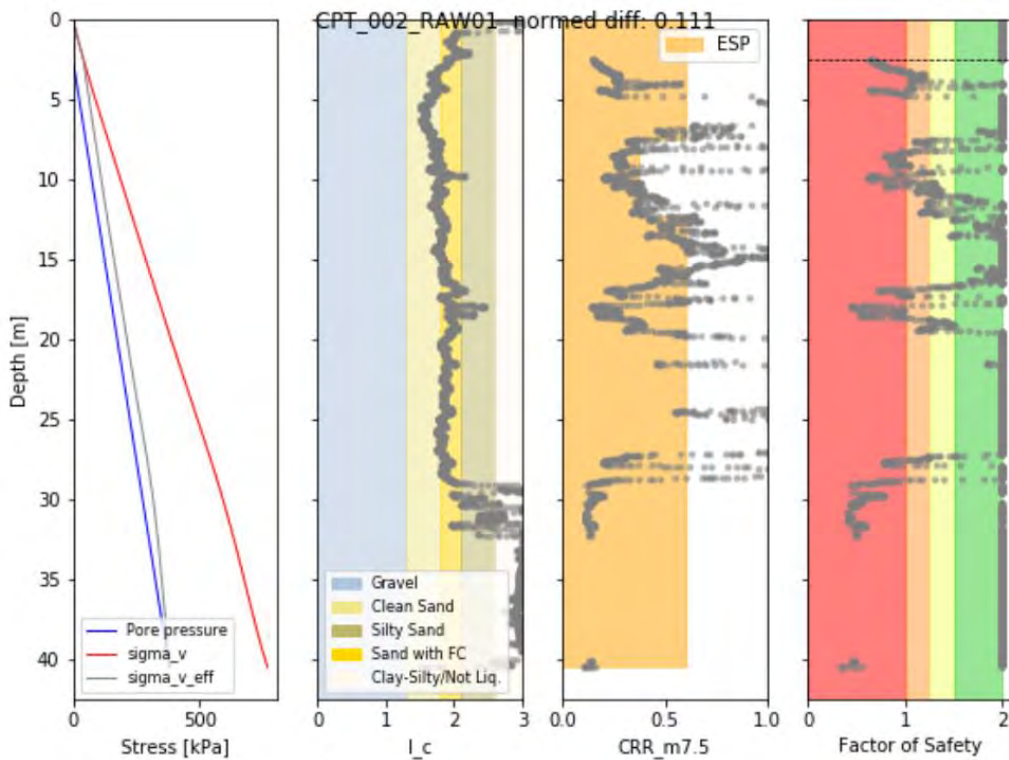 CPT_002_RAW01 normed diff: 0.111
0
5
10
15
20
25
30
35
40
Depth [m]
Pore pressure
sigma_v
sigma_v_eff
0
500
Stress [kPa]
Gravel
Clean Sand
Silty Sand
Sand with FC
Clay-Silty/Not Liq.
0
1
2
3
I_c
ESP
0.0
0.5
1.0
CRR_m7.5
0
1
2
Factor of Safety